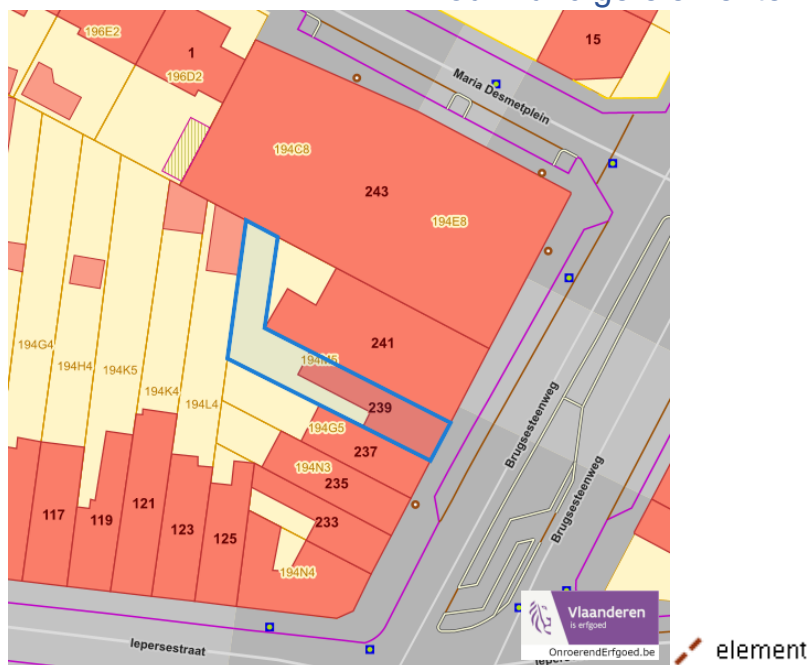 196E2
1
196D2
15
Maria Desmetplein
194C8
243
194E8
241
194G4
194H4
194K5
194K4
194L4
239
194G5
237
194N3
235
233
Brugsesteenweg
Brugsesteenweg
117
119
121
123
125
194N4
Iepersestraat
Vlaanderen
is erfgoed
OnroerendErfgoed.be
element